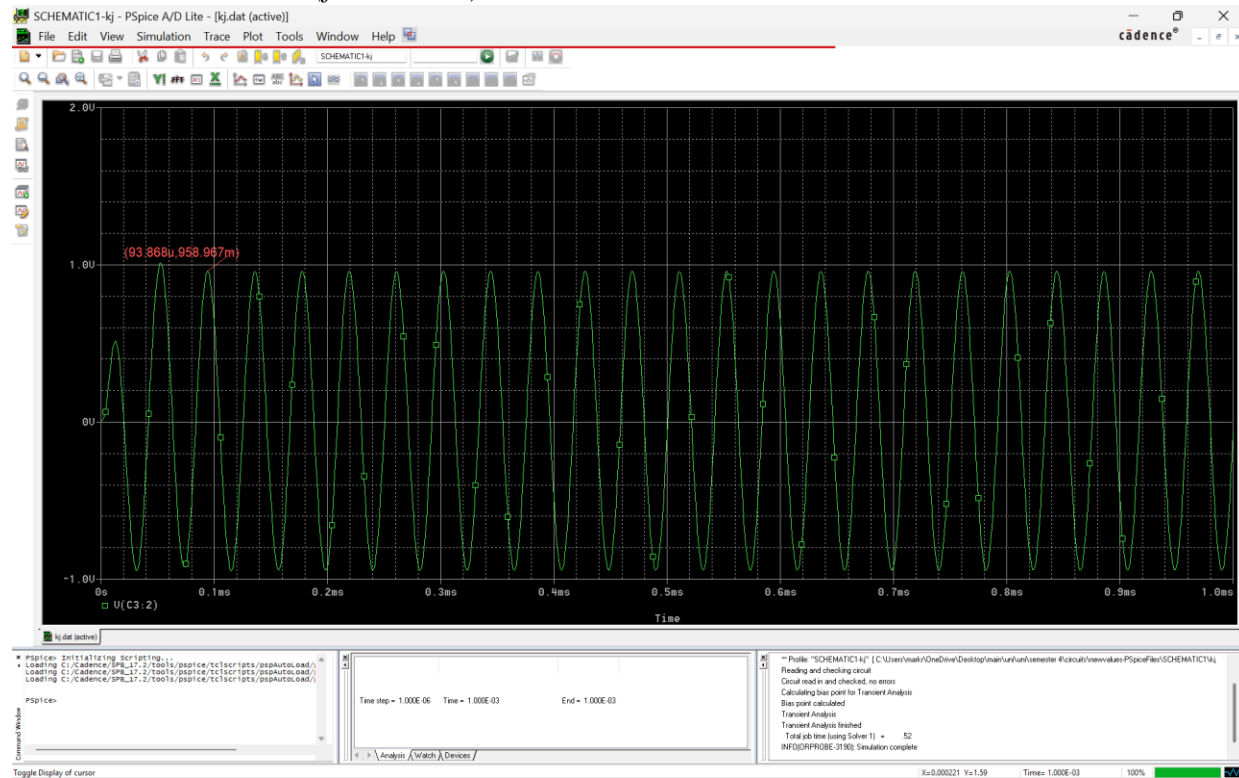 SCHEMATIC1-kj - PSpice A/D Lite - [kj.dat (active)]
File Edit View Simulation Trace Plot Tools Window Help
cādence®
SCHEMATIC1-kj
2.0V
(93.868u,958.967m)
1.0V
0V
-1.0V
0s 0.1ms 0.2ms 0.3ms 0.4ms 0.5ms 0.6ms 0.7ms 0.8ms 0.9ms 1.0ms
V(C3:2)
Time
kj.dat (active)
PSpice> Initializing Scripting...
Loading C:/Cadence/SPB_17.2/tools/pspice/tclscripts/pspAutoLoad/
Loading C:/Cadence/SPB_17.2/tools/pspice/tclscripts/pspAutoLoad/
Loading C:/Cadence/SPB_17.2/tools/pspice/tclscripts/pspAutoLoad/
PSpice>
Command Window
Time step = 1.000E-06 Time = 1.000E-03 End = 1.000E-03
Analysis Watch Devices
** Profile: "SCHEMATIC1-kj" [ C:\Users\marks\OneDrive\Desktop\main\uni\uni\semester 4\circuits\newvalues-PSpiceFiles\SCHEMATIC1\kj.
Reading and checking circuit
Circuit read in and checked, no errors
Calculating bias point for Transient Analysis
Bias point calculated
Transient Analysis
Transient Analysis finished
Total job time (using Solver 1) = .52
INFO(ORPROBE-3190): Simulation complete
Toggle Display of cursor
X=0.000221 Y=1.59 Time= 1.000E-03 100%